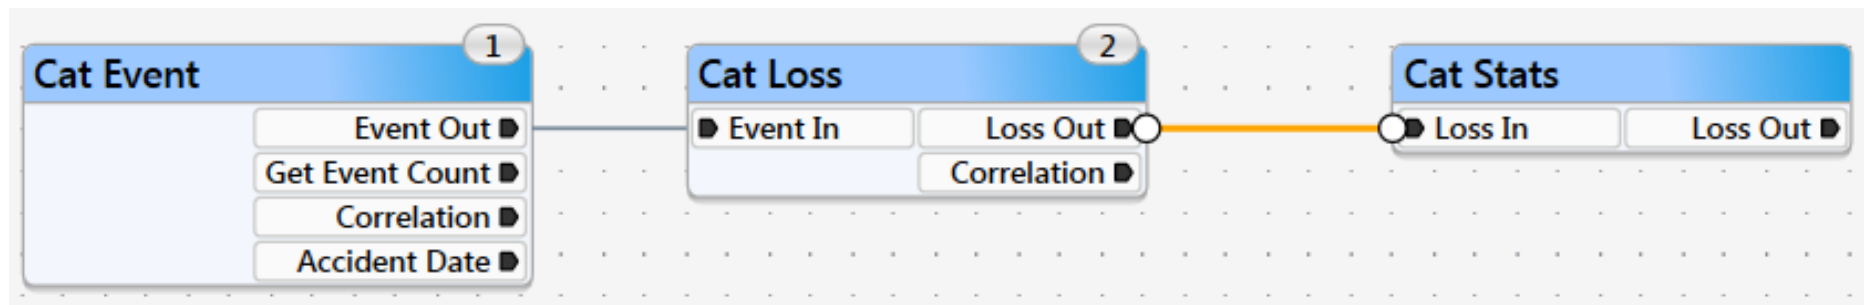 1
Cat Event
Event Out
Get Event Count
Correlation
Accident Date
2
Cat Loss
Event In
Loss Out
Correlation
Cat Stats
Loss In
Loss Out